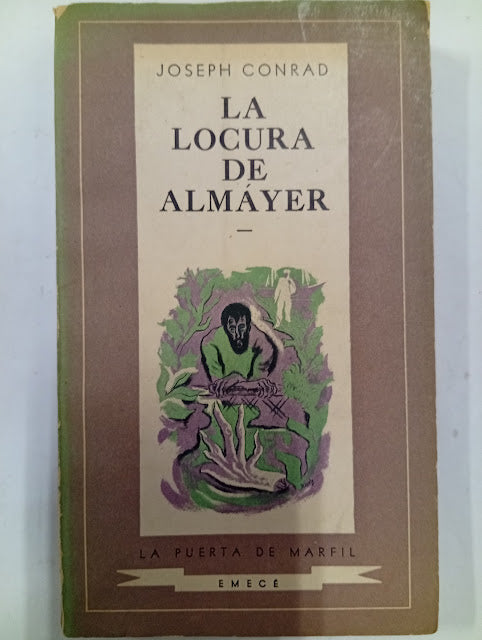 JOSEPH CONRAD
LA
LOCURA
DE
ALMÁYER
LA PUERTA DE MARFIL
EMECÉ